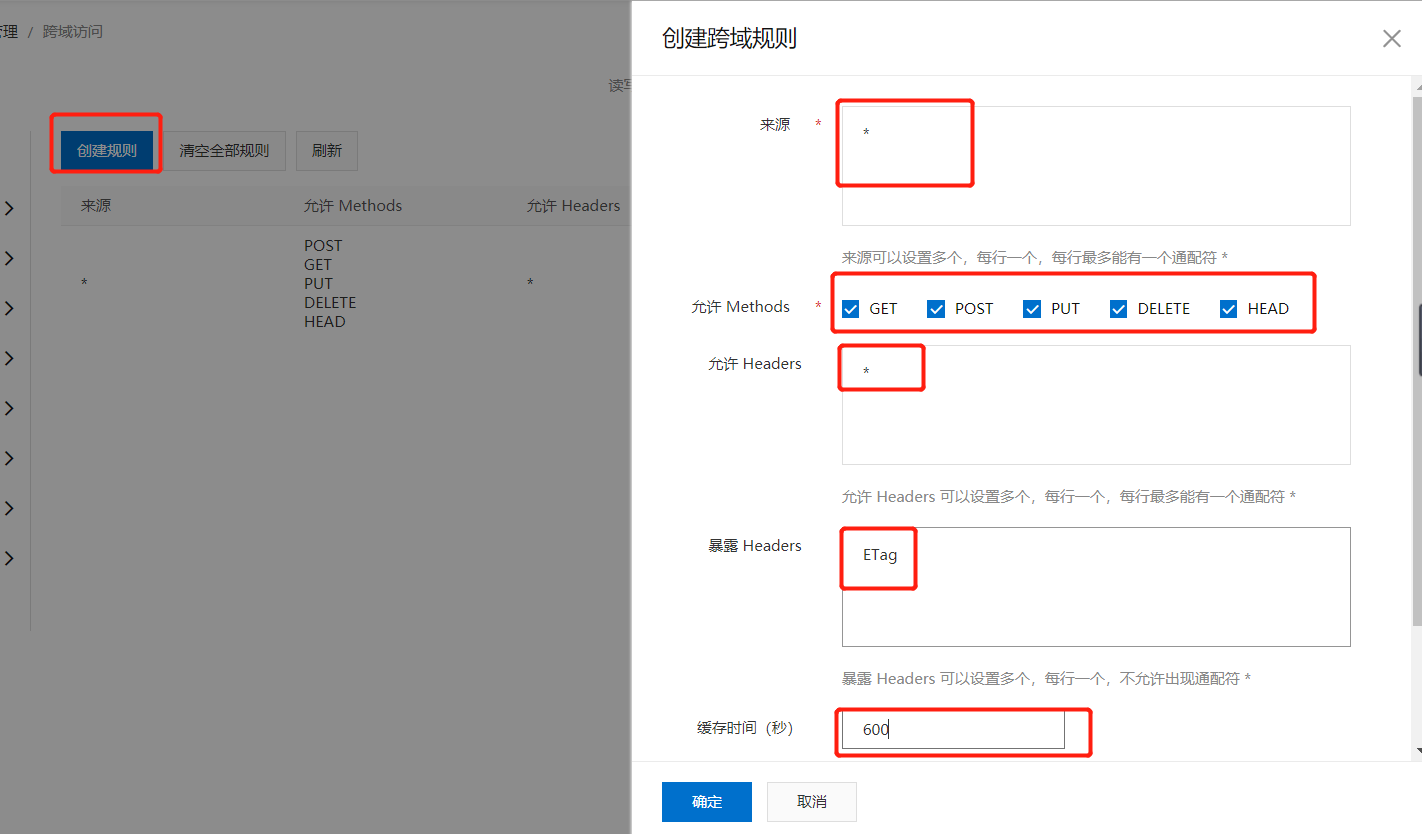 管理 / 跨域访问
读写
创建规则 清空全部规则 刷新
来源 允许 Methods 允许 Headers
POST
GET
* PUT *
DELETE
HEAD
创建跨域规则
来源 * *
来源可以设置多个，每行一个，每行最多能有一个通配符 *
允许 Methods * GET POST PUT DELETE HEAD
允许 Headers *
允许 Headers 可以设置多个，每行一个，每行最多能有一个通配符 *
暴露 Headers ETag
暴露 Headers 可以设置多个，每行一个，不允许出现通配符 *
缓存时间（秒） 600
确定 取消